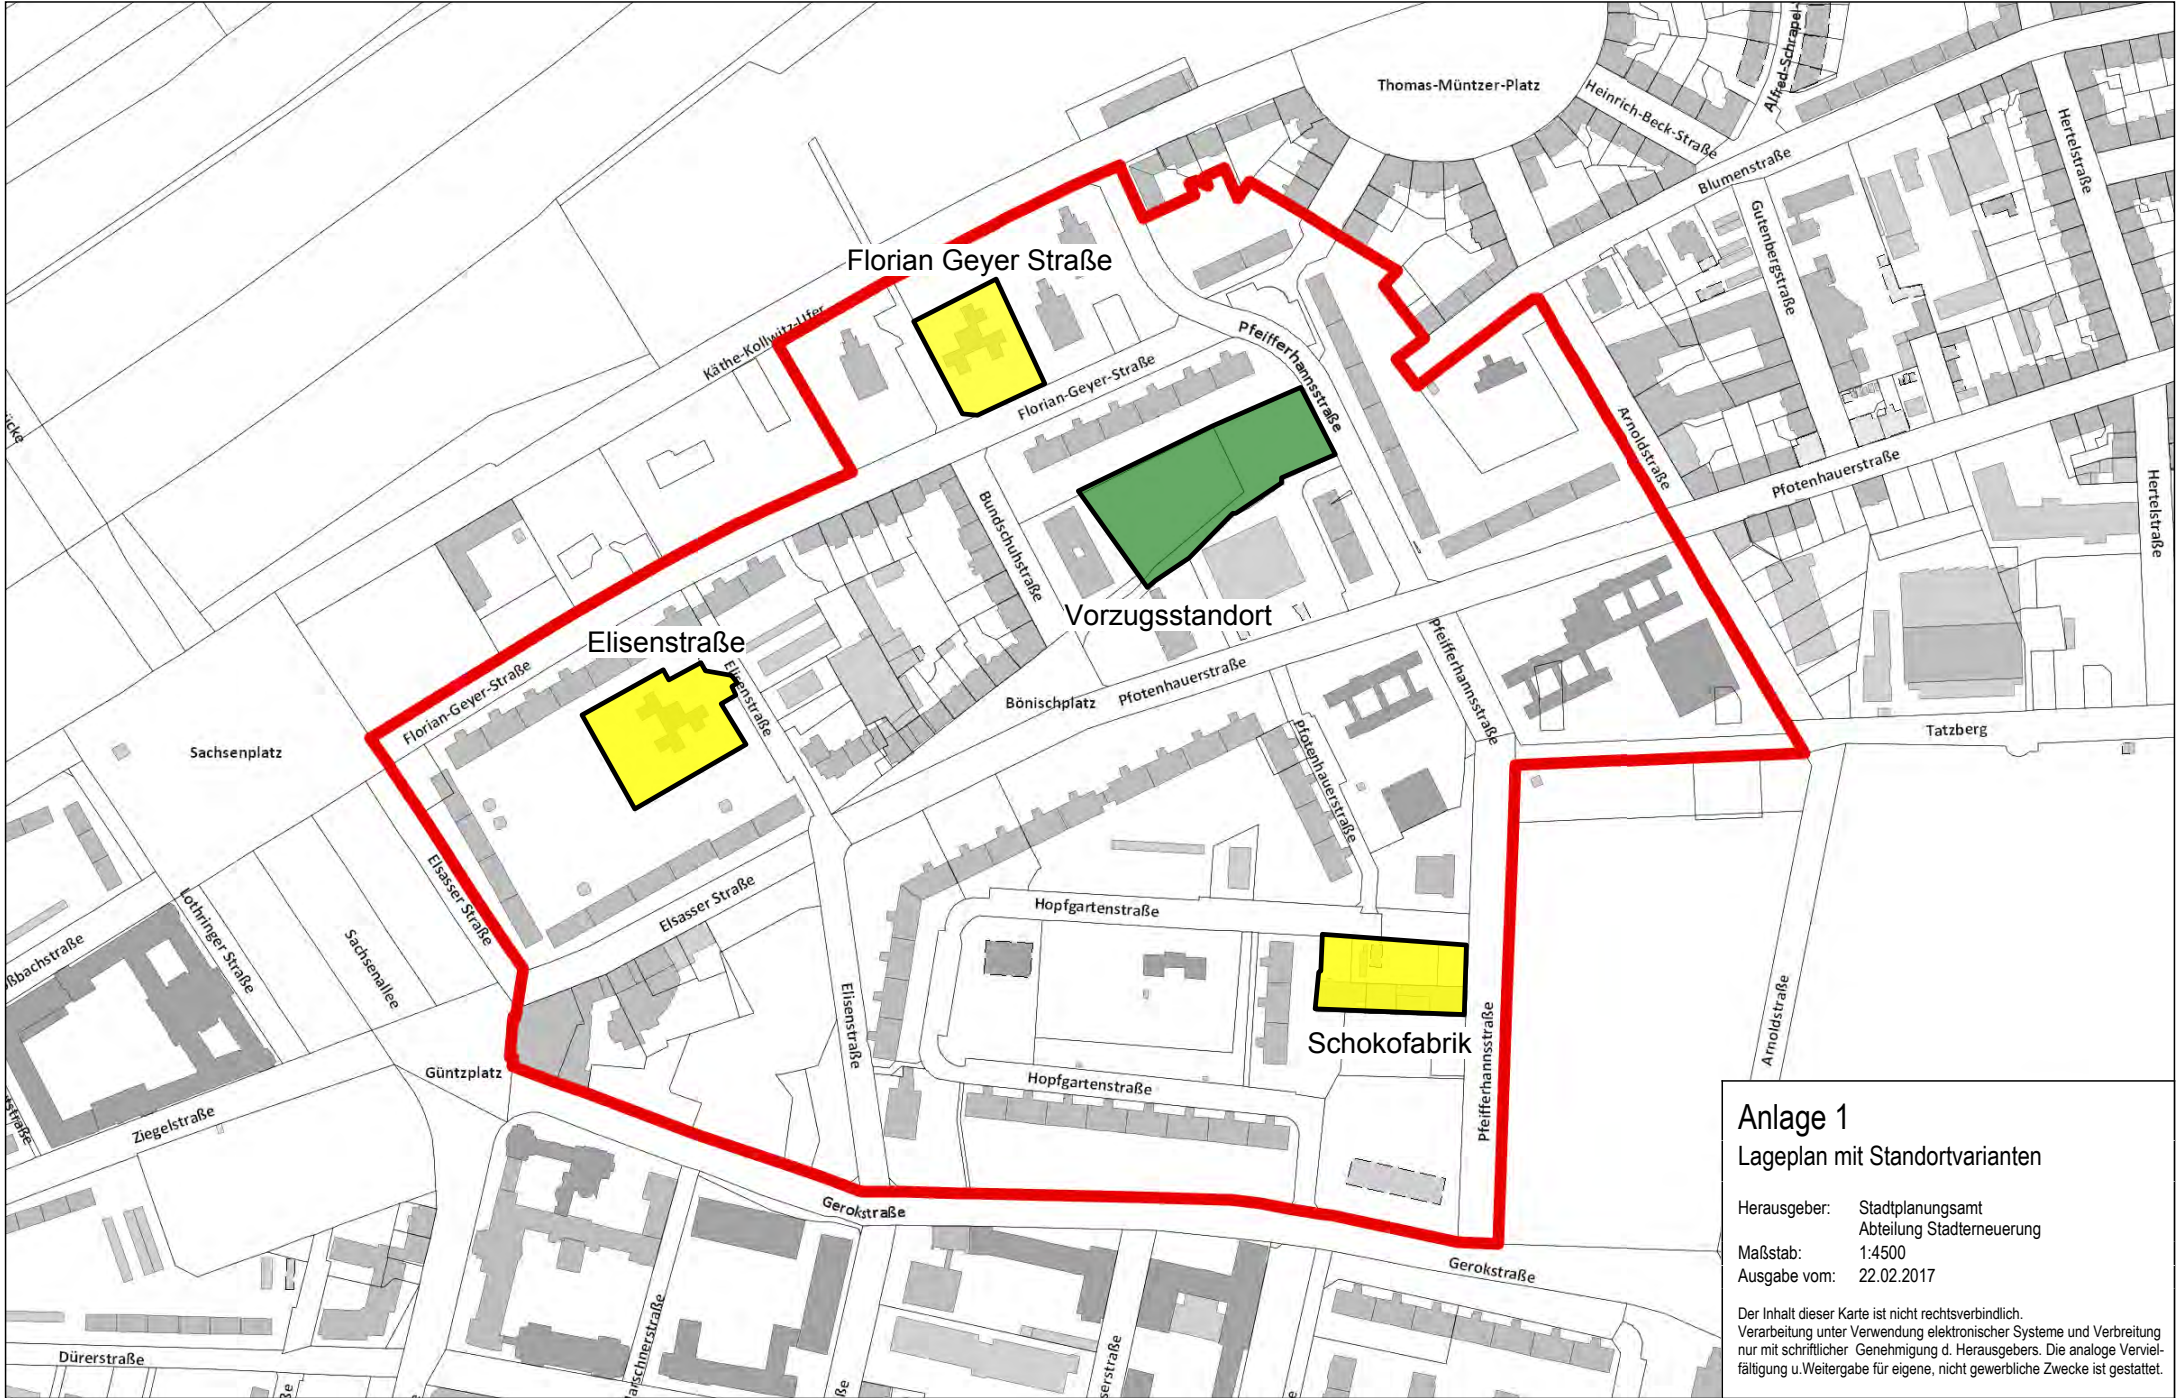 Thomas-Müntzer-Platz
Heinrich-Beck-Straße
Alfred-Schrapel-
Hertelstraße
Blumenstraße
Gutenbergstraße
Florian Geyer Straße
Käthe-Kollwitz-Ufer
Pfeifferhannsstraße
Florian-Geyer-Straße
Arnoldstraße
Pfotenhauerstraße
Hertelstraße
Bundschuhstraße
Vorzugsstandort
Elisenstraße
Elisenstraße
Florian-Geyer-Straße
Pfeifferhannsstraße
Bönischplatz
Pfotenhauerstraße
Pfotenhauerstraße
Tatzberg
Sachsenplatz
Elsasser Straße
Elsasser Straße
Lothringer Straße
Sachsenallee
Hopfgartenstraße
ßbachstraße
Elisenstraße
Pfeifferhannsstraße
Arnoldstraße
Schokofabrik
Güntzplatz
Hopfgartenstraße
Ziegelstraße
Gerokstraße
Gerokstraße
Dürerstraße
arschnerstraße
serstraße
Anlage 1
Lageplan mit Standortvarianten
Herausgeber: Stadtplanungsamt
Abteilung Stadterneuerung
Maßstab: 1:4500
Ausgabe vom: 22.02.2017
Der Inhalt dieser Karte ist nicht rechtsverbindlich.
Verarbeitung unter Verwendung elektronischer Systeme und Verbreitung
nur mit schriftlicher Genehmigung d. Herausgebers. Die analoge Verviel-
fältigung u.Weitergabe für eigene, nicht gewerbliche Zwecke ist gestattet.